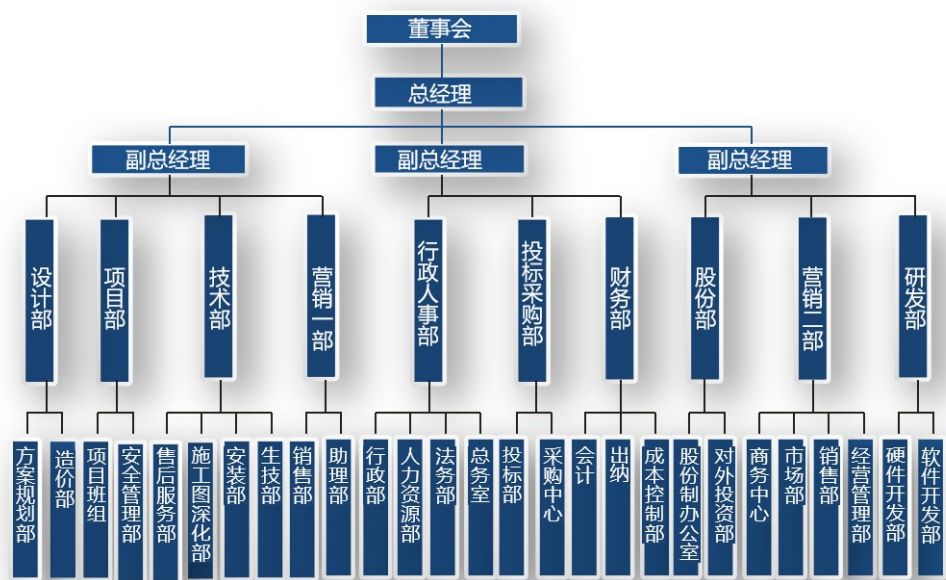 董事会
总经理
副总经理
副总经理
副总经理
设计部
项目部
技术部
营销一部
行政人事部
投标采购部
财务部
股份部
营销二部
研发部
方案规划部
造价部
项目班组
安全管理部
售后服务部
施工图深化部
安装部
生技部
销售部
助理部
行政部
人力资源部
法务部
总务室
投标部
采购中心
会计
出纳
成本控制部
股份制办公室
对外投资部
商务中心
市场部
销售部
经营管理部
硬件开发部
软件开发部